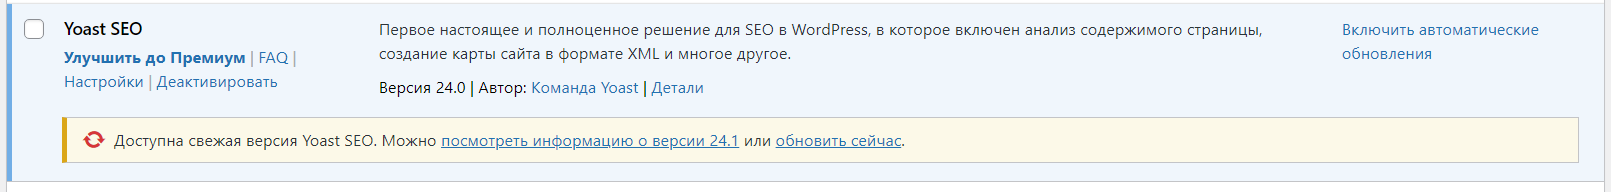 Yoast SEO
Улучшить до Премиум | FAQ |
Настройки | Деактивировать
Первое настоящее и полноценное решение для SEO в WordPress, в которое включен анализ содержимого страницы,
создание карты сайта в формате XML и многое другое.
Версия 24.0 | Автор: Команда Yoast | Детали
Включить автоматические
обновления
Доступна свежая версия Yoast SEO. Можно посмотреть информацию о версии 24.1 или обновить сейчас.